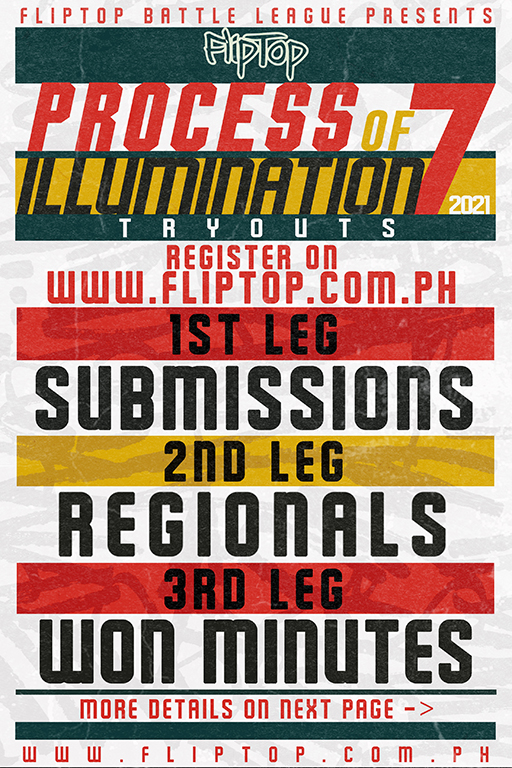 FLIPTOP BATTLE LEAGUE PRESENTS
FLIPTOP
PROCESS OF 7
ILLUMINATION
2021
TRYOUTS
REGISTER ON
WWW.FLIPTOP.COM.PH
1ST LEG
SUBMISSIONS
2ND LEG
REGIONALS
3RD LEG
WON MINUTES
MORE DETAILS ON NEXT PAGE ->
WWW.FLIPTOP.COM.PH